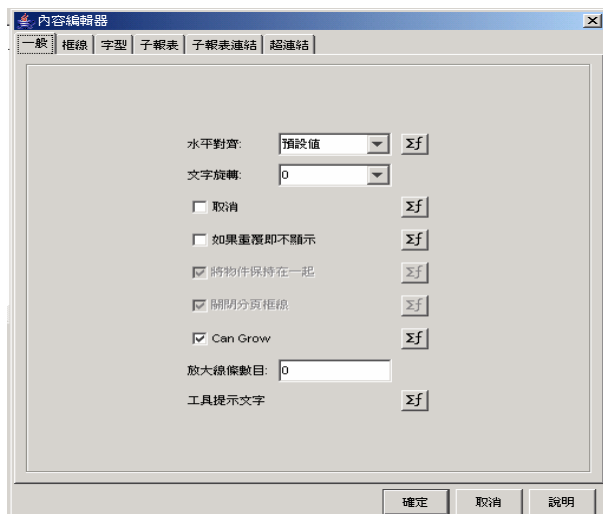 內容編輯器
一般 框線 字型 子報表 子報表連結 超連結
水平對齊: 預設值 Σf
文字旋轉: 0
取消 Σf
如果重覆即不顯示 Σf
將物件保持在一起 Σf
關閉分頁框線 Σf
Can Grow Σf
放大線條數目: 0
工具提示文字 Σf
確定 取消 說明